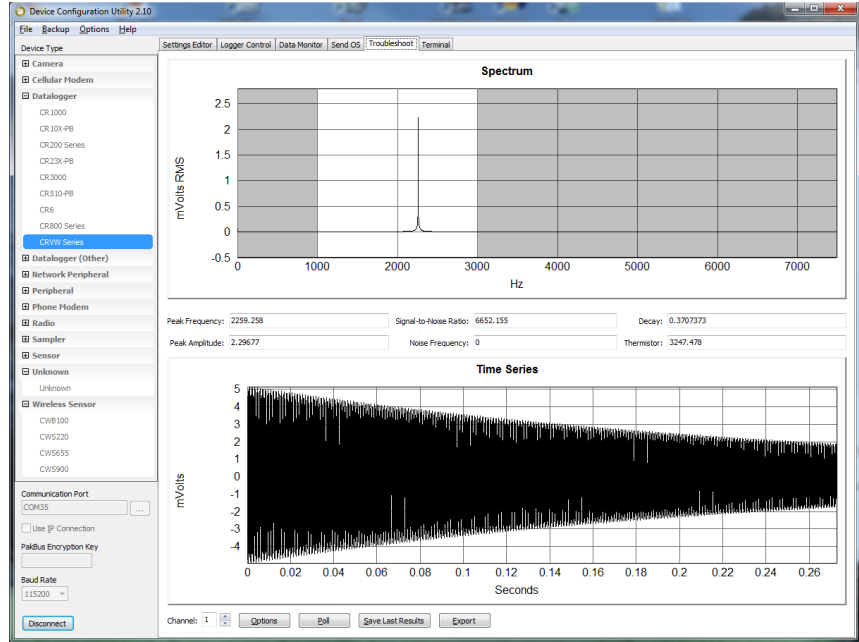 Device Configuration Utility 2.10
File Backup Options Help
Device Type
Camera
Cellular Modem
Datalogger
CR1000
CR10X-PB
CR200 Series
CR23X-PB
CR3000
CR510-PB
CR6
CR800 Series
CRVW Series
Datalogger (Other)
Network Peripheral
Peripheral
Phone Modem
Radio
Sampler
Sensor
Unknown
Unknown
Wireless Sensor
CWB100
CWS220
CWS655
CWS900
Communication Port
COM35
...
Use IP Connection
PakBus Encryption Key
Baud Rate
115200
Disconnect
Settings Editor Logger Control Data Monitor Send OS Troubleshoot Terminal
Spectrum
mVolts RMS
2.5
2
1.5
1
0.5
0
-0.5
0 1000 2000 3000 4000 5000 6000 7000
Hz
Peak Frequency: 2259.258 Signal-to-Noise Ratio: 6652.155 Decay: 0.3707373
Peak Amplitude: 2.29677 Noise Frequency: 0 Thermistor: 3247.478
Time Series
mVolts
5
4
3
2
1
0
-1
-2
-3
-4
0 0.02 0.04 0.06 0.08 0.1 0.12 0.14 0.16 0.18 0.2 0.22 0.24 0.26
Seconds
Channel: 1 Options Poll Save Last Results Export